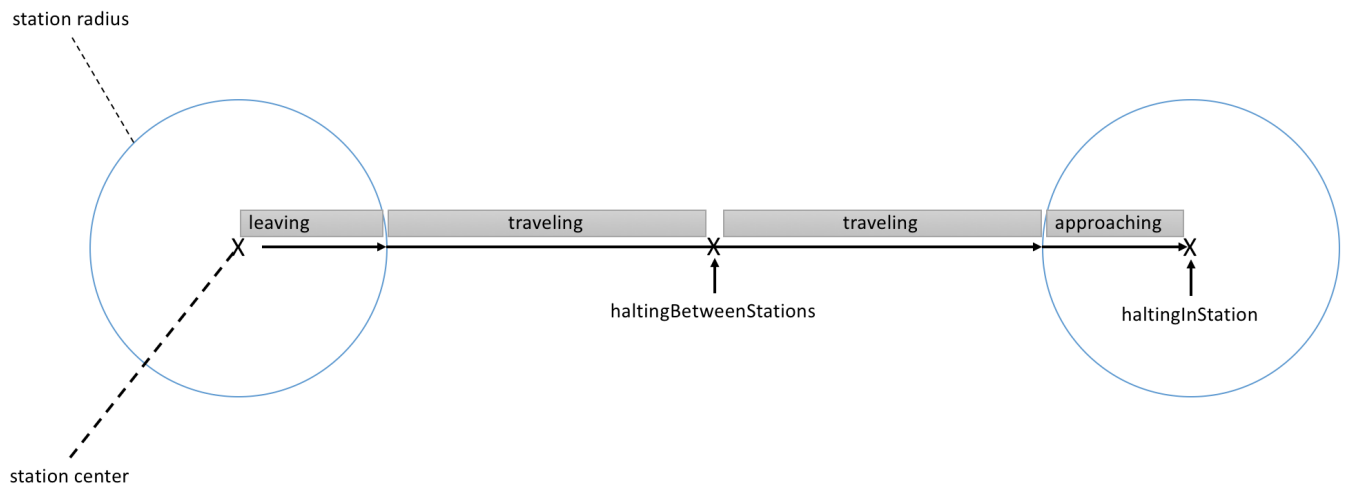 station radius
leaving
traveling
traveling
approaching
X
X
X
haltingBetweenStations
haltingInStation
station center